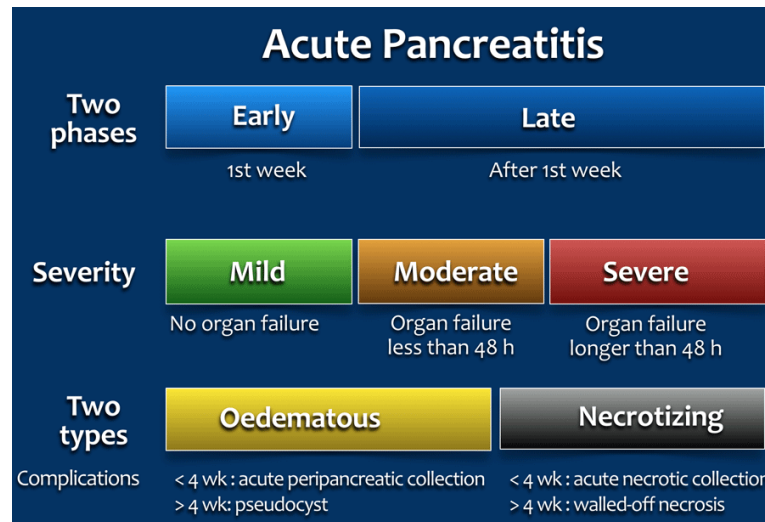 Acute Pancreatitis
Two
phases
Early
Late
1st week
After 1st week
Severity
Mild
Moderate
Severe
No organ failure
Organ failure
less than 48 h
Organ failure
longer than 48 h
Two
types
Oedematous
Necrotizing
Complications
< 4 wk : acute peripancreatic collection
> 4 wk: pseudocyst
< 4 wk : acute necrotic collection
> 4 wk : walled-off necrosis